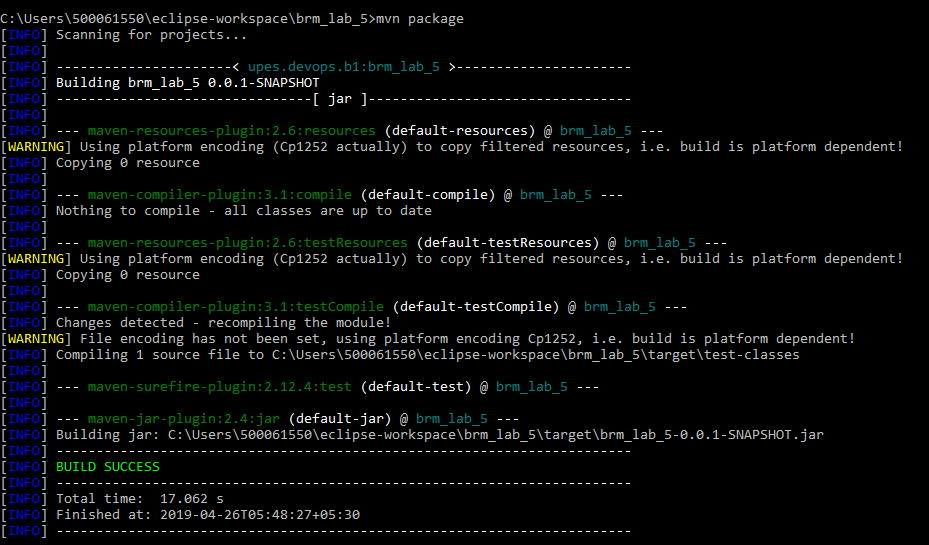 C:\Users\500061550\eclipse-workspace\brm_lab_5>mvn package
[INFO] Scanning for projects...
[INFO]
[INFO] ----------------------< upes.devops.b1:brm_lab_5 >----------------------
[INFO] Building brm_lab_5 0.0.1-SNAPSHOT
[INFO] --------------------------------[ jar ]---------------------------------
[INFO]
[INFO] --- maven-resources-plugin:2.6:resources (default-resources) @ brm_lab_5 ---
[WARNING] Using platform encoding (Cp1252 actually) to copy filtered resources, i.e. build is platform dependent!
[INFO] Copying 0 resource
[INFO]
[INFO] --- maven-compiler-plugin:3.1:compile (default-compile) @ brm_lab_5 ---
[INFO] Nothing to compile - all classes are up to date
[INFO]
[INFO] --- maven-resources-plugin:2.6:testResources (default-testResources) @ brm_lab_5 ---
[WARNING] Using platform encoding (Cp1252 actually) to copy filtered resources, i.e. build is platform dependent!
[INFO] Copying 0 resource
[INFO]
[INFO] --- maven-compiler-plugin:3.1:testCompile (default-testCompile) @ brm_lab_5 ---
[INFO] Changes detected - recompiling the module!
[WARNING] File encoding has not been set, using platform encoding Cp1252, i.e. build is platform dependent!
[INFO] Compiling 1 source file to C:\Users\500061550\eclipse-workspace\brm_lab_5\target\test-classes
[INFO]
[INFO] --- maven-surefire-plugin:2.12.4:test (default-test) @ brm_lab_5 ---
[INFO]
[INFO] --- maven-jar-plugin:2.4:jar (default-jar) @ brm_lab_5 ---
[INFO] Building jar: C:\Users\500061550\eclipse-workspace\brm_lab_5\target\brm_lab_5-0.0.1-SNAPSHOT.jar
[INFO] ------------------------------------------------------------------------
[INFO] BUILD SUCCESS
[INFO] ------------------------------------------------------------------------
[INFO] Total time:  17.062 s
[INFO] Finished at: 2019-04-26T05:48:27+05:30
[INFO] ------------------------------------------------------------------------